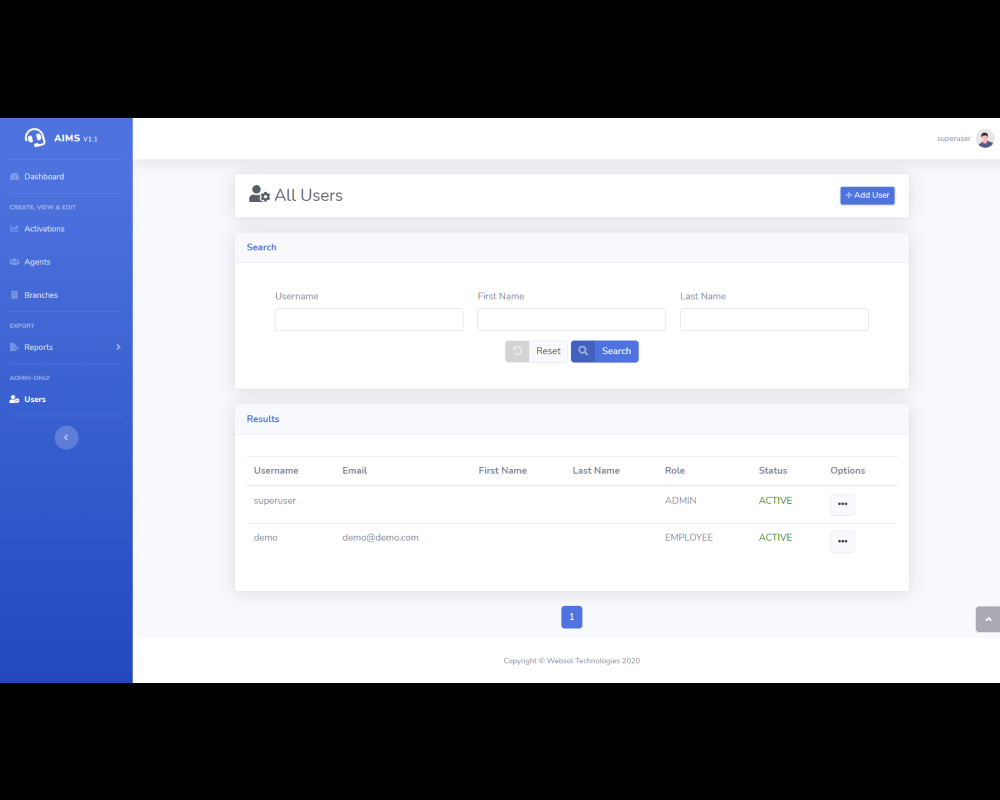 AIMS V1.1
superuser
Dashboard
CREATE, VIEW & EDIT
Activations
Agents
Branches
EXPORT
Reports
ADMIN-ONLY
Users
All Users
+ Add User
Search
Username First Name Last Name
Reset Search
Results
Username Email First Name Last Name Role Status Options
superuser ADMIN ACTIVE
demo demo@demo.com EMPLOYEE ACTIVE
1
Copyright © Websol Technologies 2020